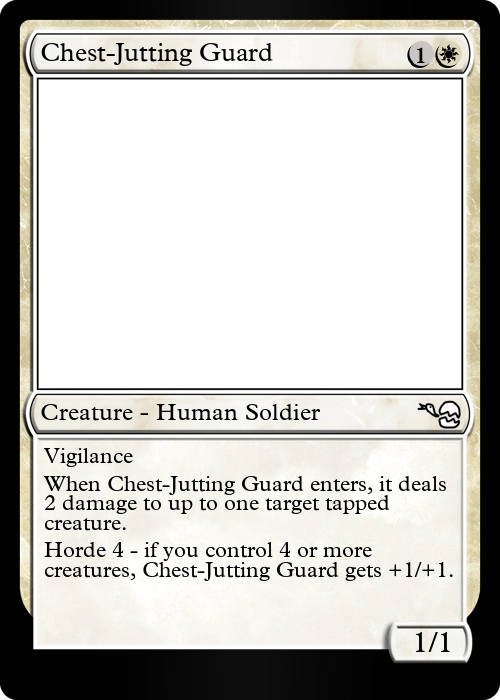 Chest-Jutting Guard 1
Creature - Human Soldier
Vigilance
When Chest-Jutting Guard enters, it deals
2 damage to up to one target tapped
creature.
Horde 4 - if you control 4 or more
creatures, Chest-Jutting Guard gets +1/+1.
1/1